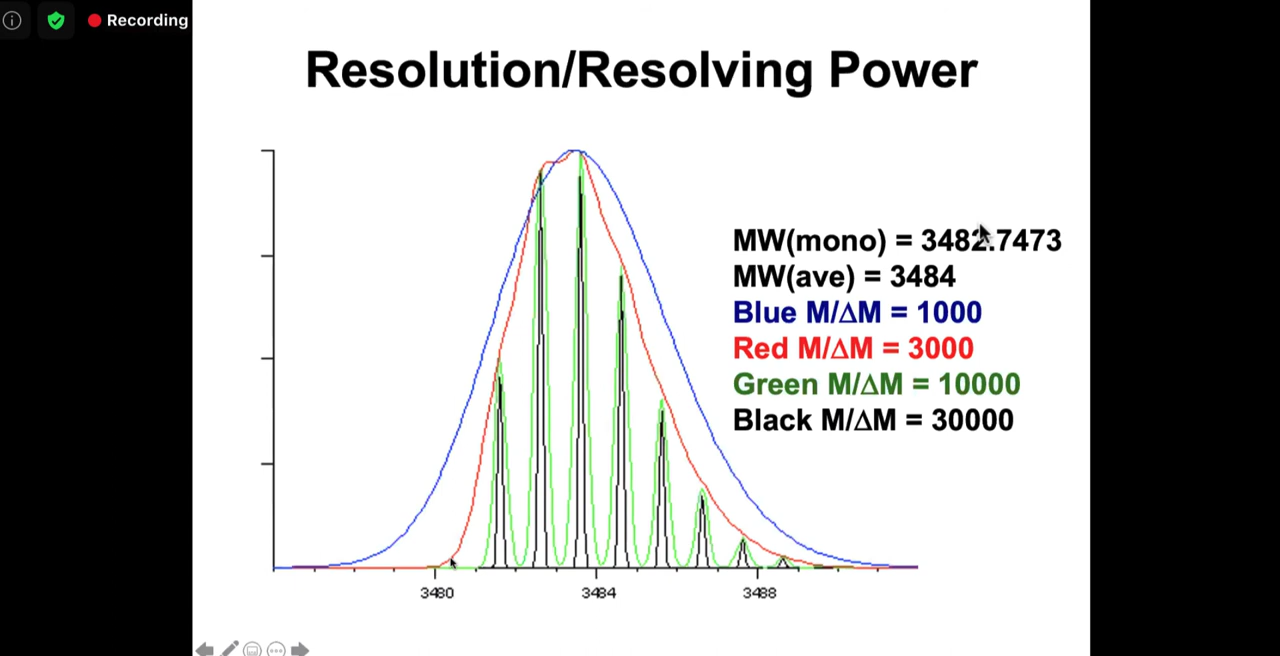 Recording
Resolution/Resolving Power
MW(mono) = 3482.7473
MW(ave) = 3484
Blue M/ΔM = 1000
Red M/ΔM = 3000
Green M/ΔM = 10000
Black M/ΔM = 30000
3480 3484 3488